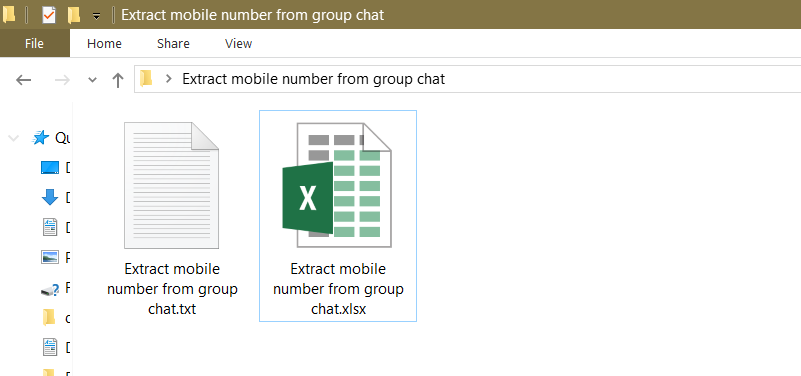 Extract mobile number from group chat
File
Home
Share
View
Extract mobile number from group chat
Extract mobile
number from group
chat.txt
X
Extract mobile
number from group
chat.xlsx